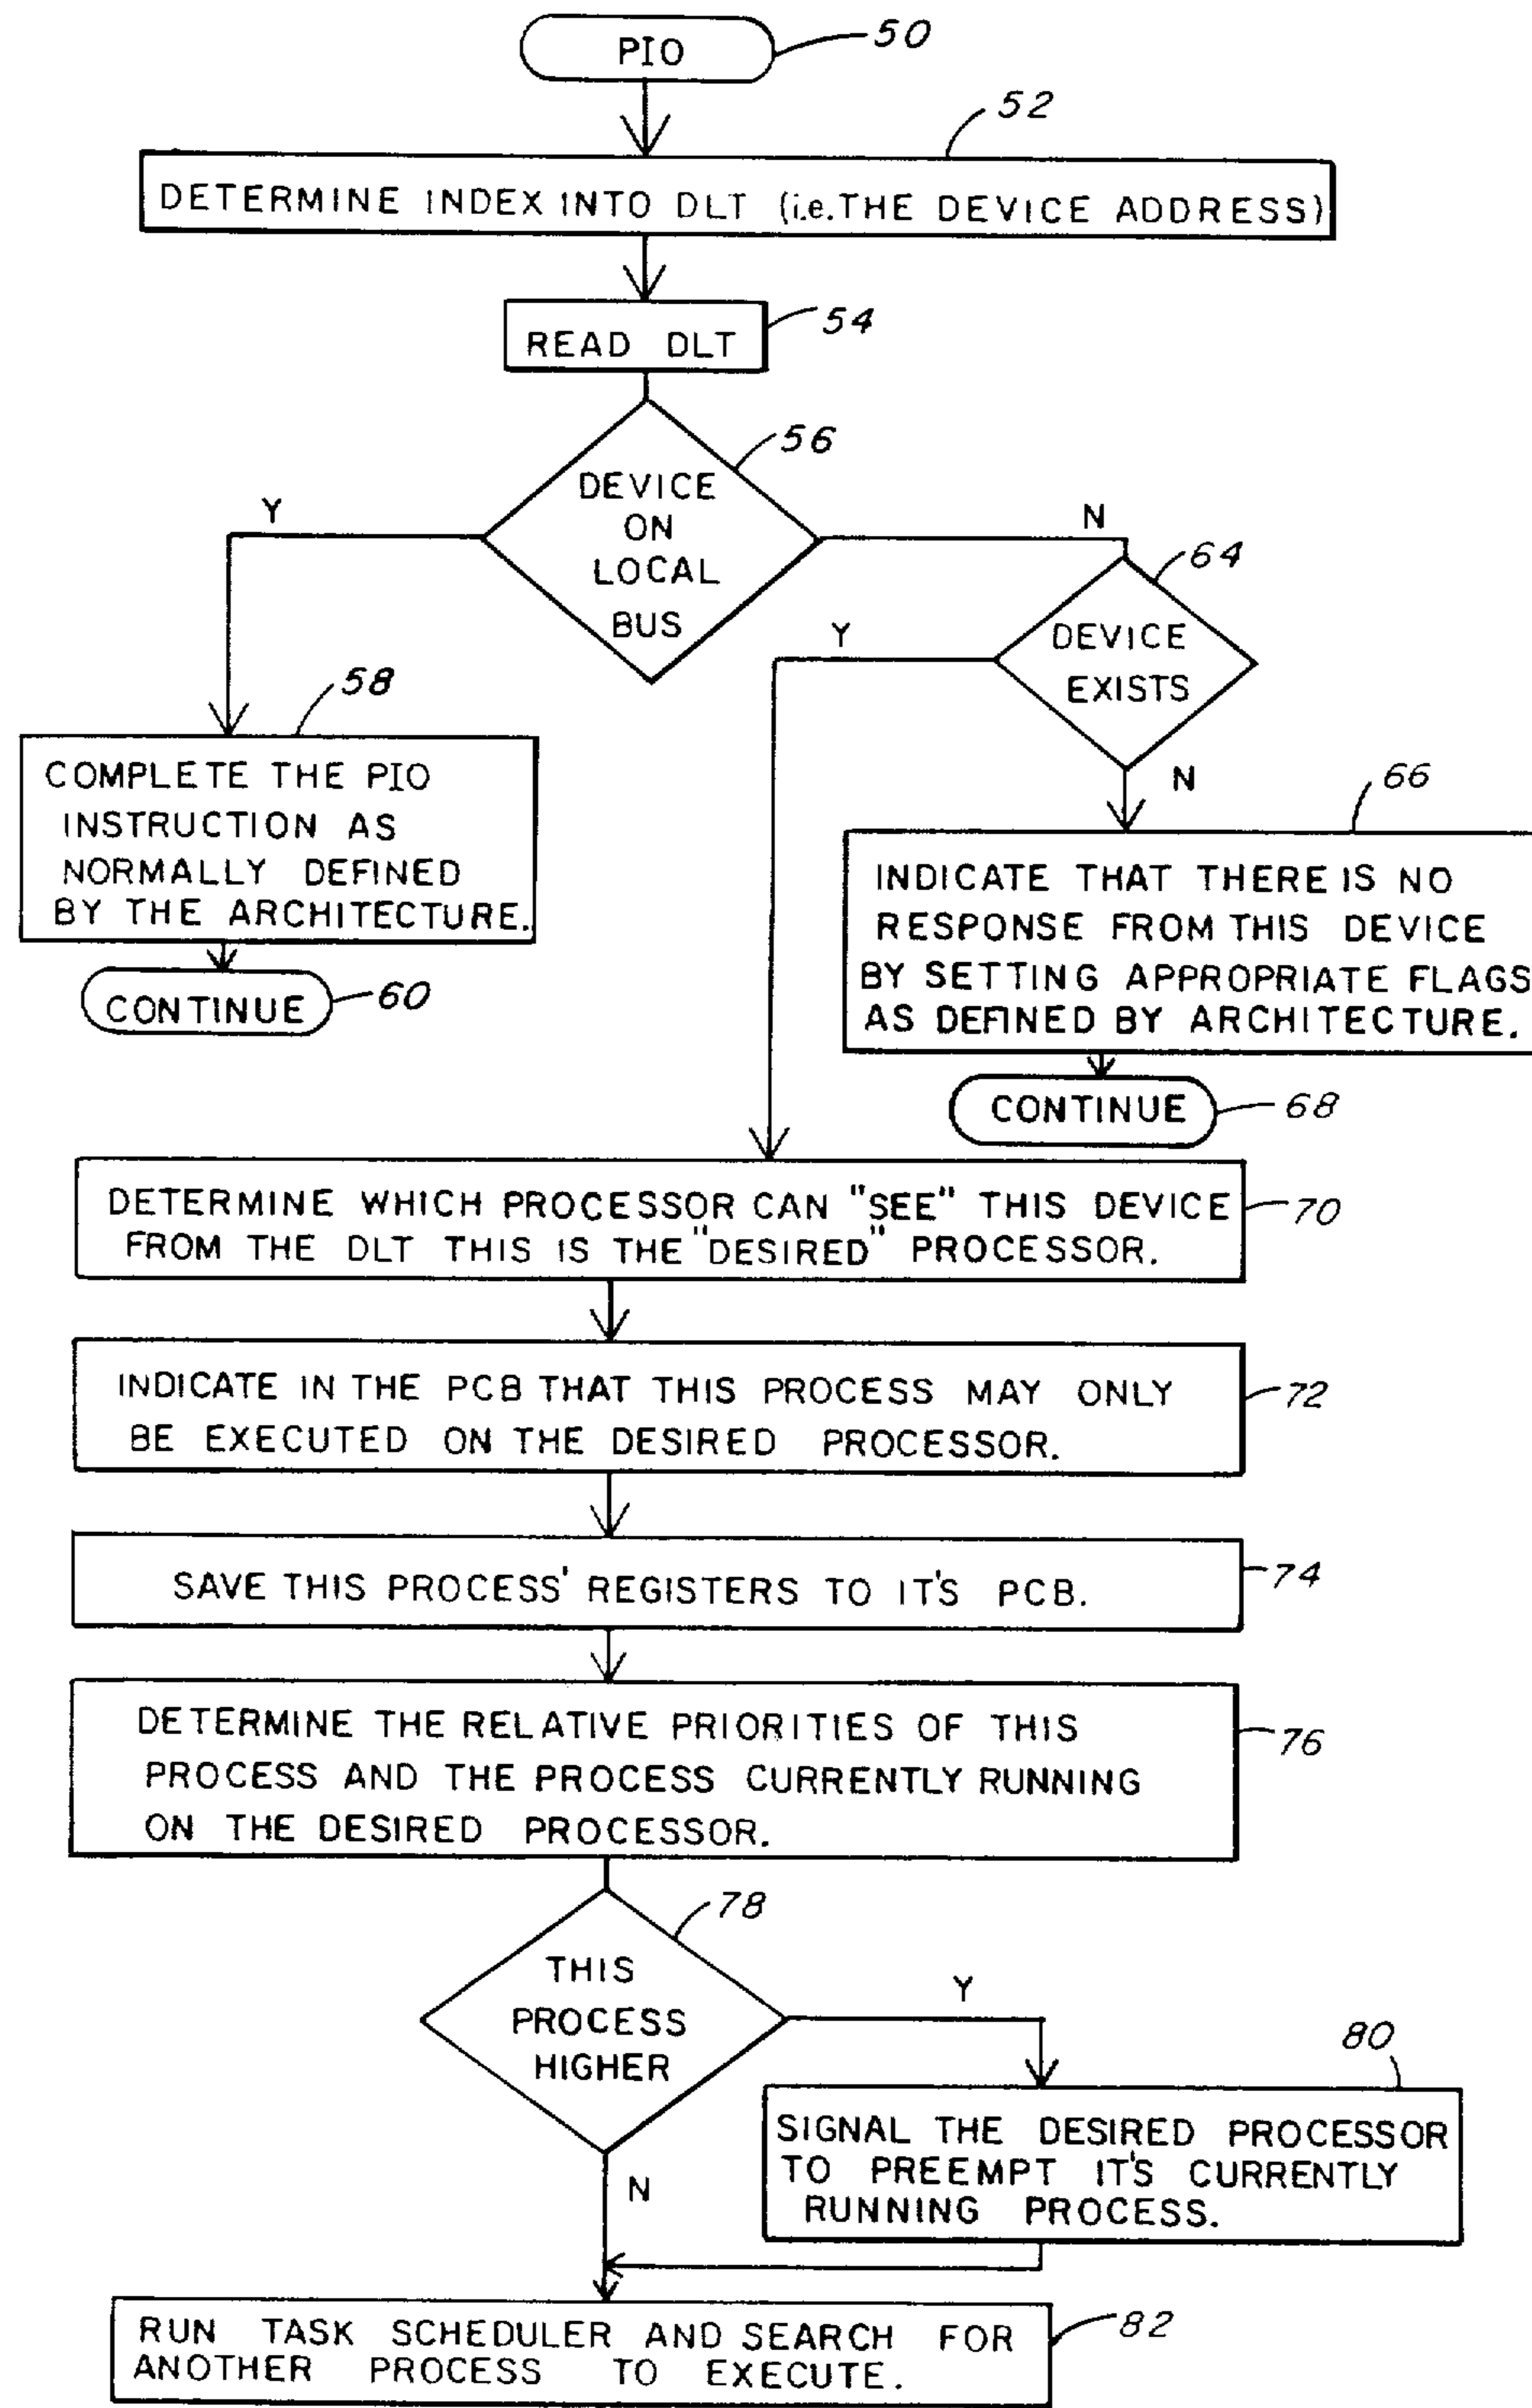 PIO
50
52
DETERMINE INDEX INTO DLT (i.e. THE DEVICE ADDRESS)
READ DLT
54
56
DEVICE
ON
LOCAL
BUS
Y
N
64
DEVICE
EXISTS
Y
N
58
COMPLETE THE PIO
INSTRUCTION AS
NORMALLY DEFINED
BY THE ARCHITECTURE.
CONTINUE
60
66
INDICATE THAT THERE IS NO
RESPONSE FROM THIS DEVICE
BY SETTING APPROPRIATE FLAGS
AS DEFINED BY ARCHITECTURE.
CONTINUE
68
DETERMINE WHICH PROCESSOR CAN "SEE" THIS DEVICE
FROM THE DLT THIS IS THE "DESIRED" PROCESSOR.
70
INDICATE IN THE PCB THAT THIS PROCESS MAY ONLY
BE EXECUTED ON THE DESIRED PROCESSOR.
72
SAVE THIS PROCESS' REGISTERS TO IT'S PCB.
74
DETERMINE THE RELATIVE PRIORITIES OF THIS
PROCESS AND THE PROCESS CURRENTLY RUNNING
ON THE DESIRED PROCESSOR.
76
78
THIS
PROCESS
HIGHER
Y
N
80
SIGNAL THE DESIRED PROCESSOR
TO PREEMPT IT'S CURRENTLY
RUNNING PROCESS.
RUN TASK SCHEDULER AND SEARCH FOR
ANOTHER PROCESS TO EXECUTE.
82